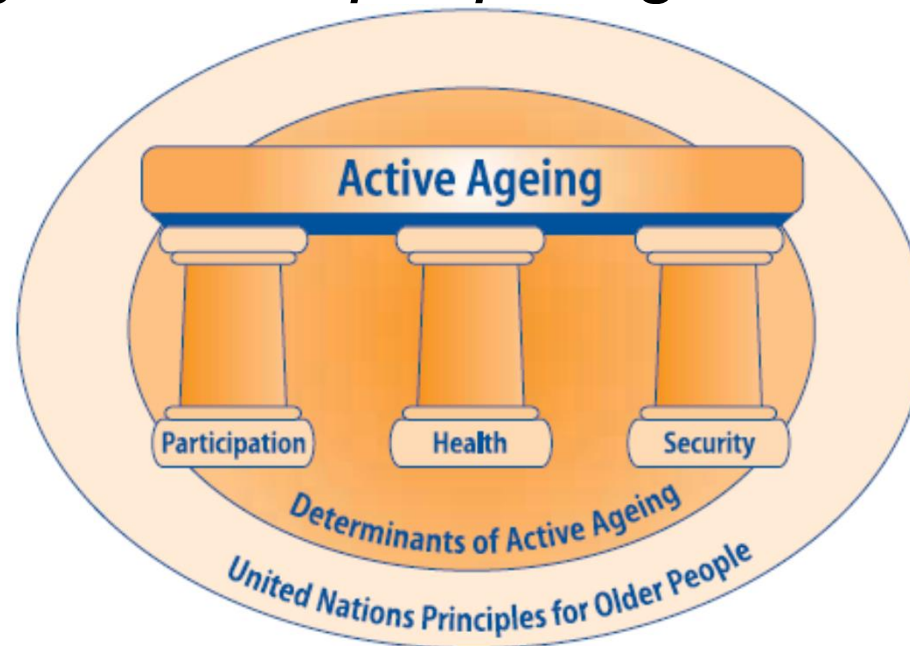 Active Ageing
Participation
Health
Security
Determinants of Active Ageing
United Nations Principles for Older People